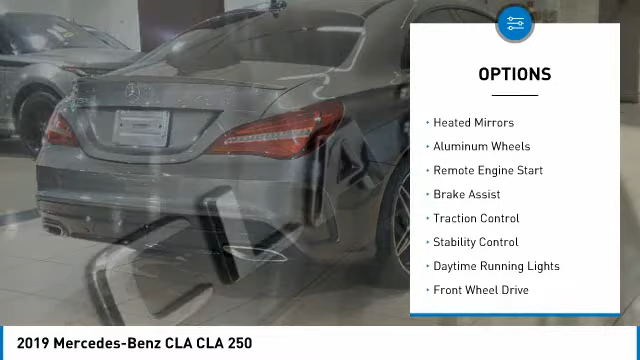 OPTIONS
Heated Mirrors
Aluminum Wheels
Remote Engine Start
Brake Assist
Traction Control
Stability Control
Daytime Running Lights
Front Wheel Drive
2019 Mercedes-Benz CLA CLA 250